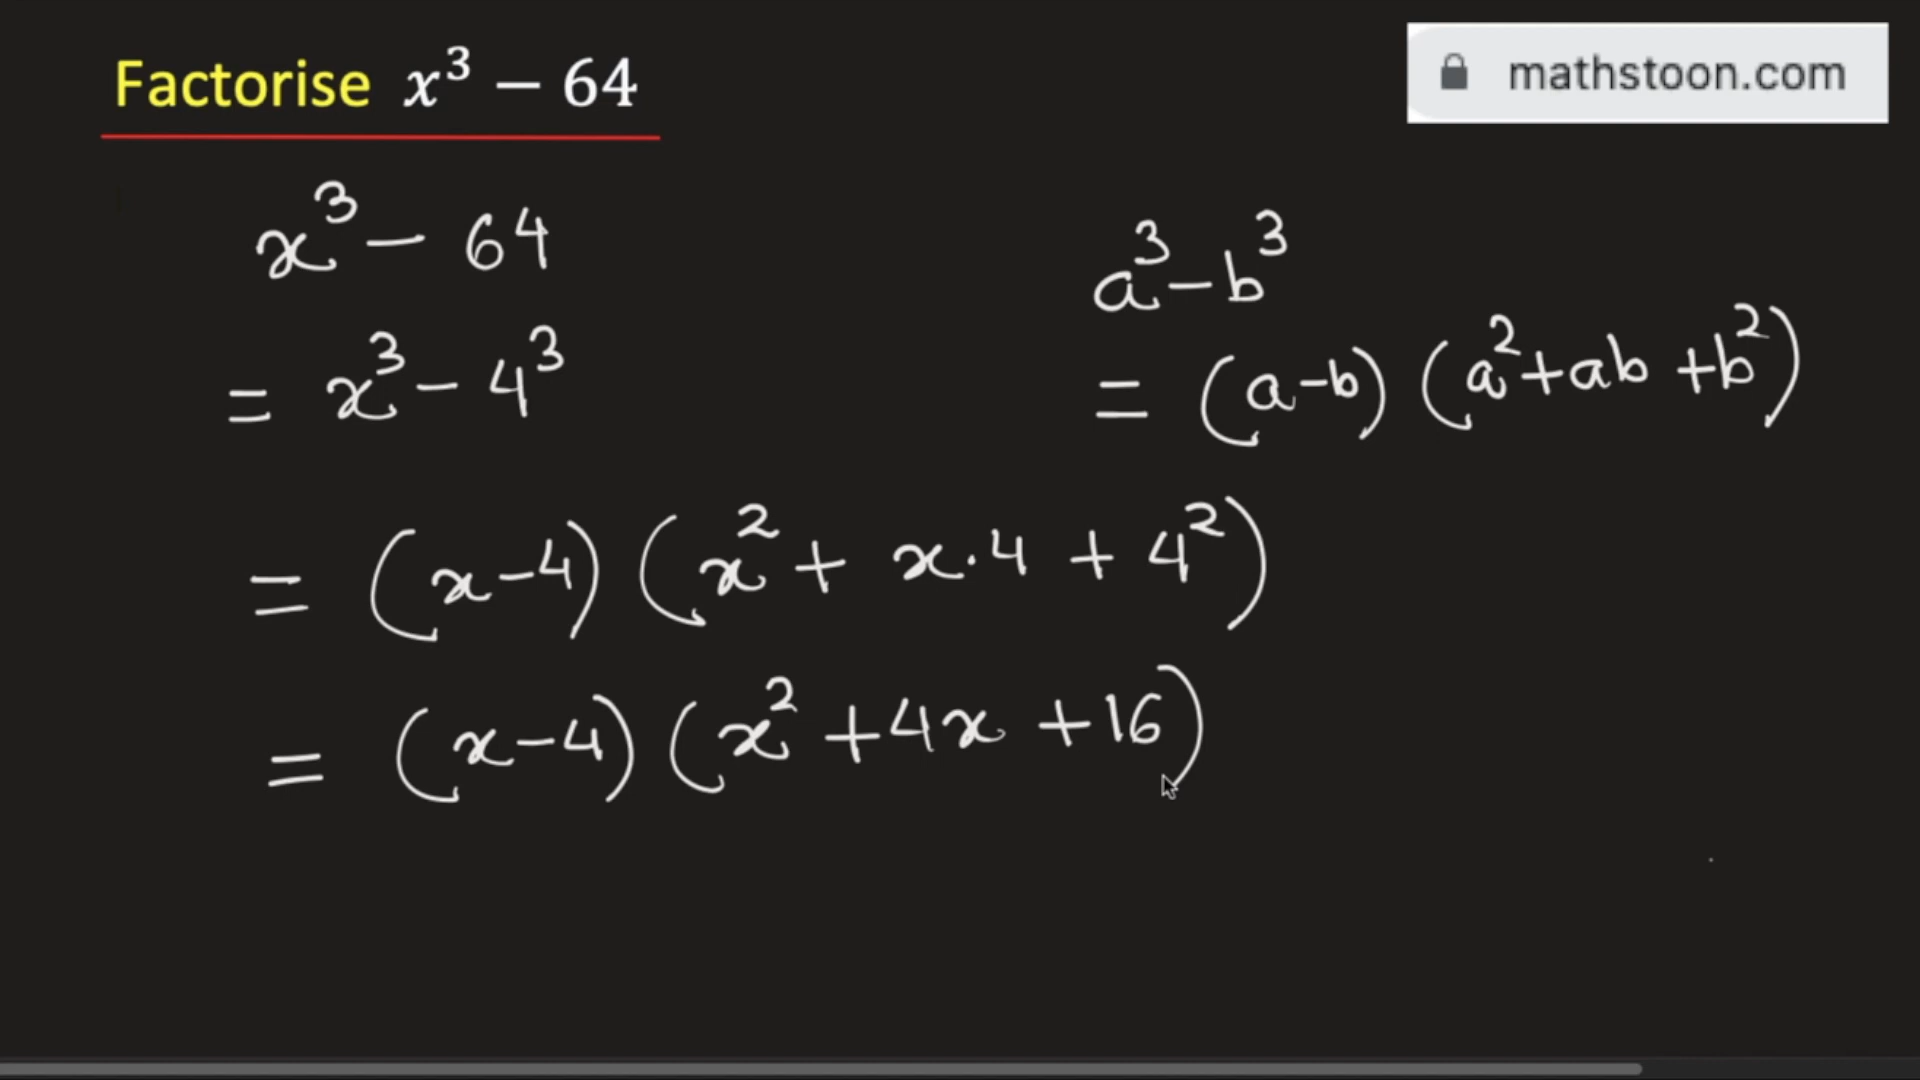 Factorise x³ − 64
mathstoon.com
x³ − 64
= x³ − 4³
a³ − b³
= (a−b) (a² + ab + b²)
= (x−4) (x² + x·4 + 4²)
= (x−4) (x² + 4x + 16)